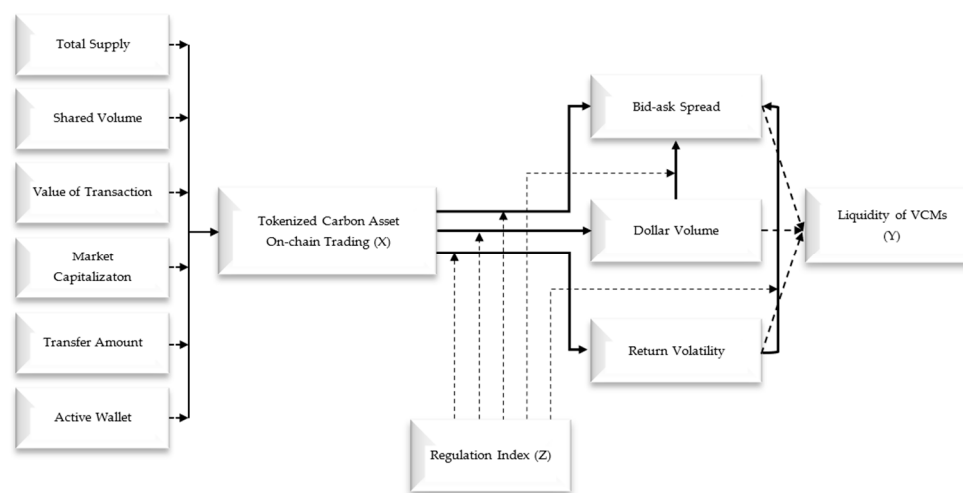 Total Supply
Shared Volume
Value of Transaction
Market
Capitalizaton
Transfer Amount
Active Wallet
Tokenized Carbon Asset
On-chain Trading (X)
Bid-ask Spread
Dollar Volume
Return Volatility
Liquidity of VCMs
(Y)
Regulation Index (Z)